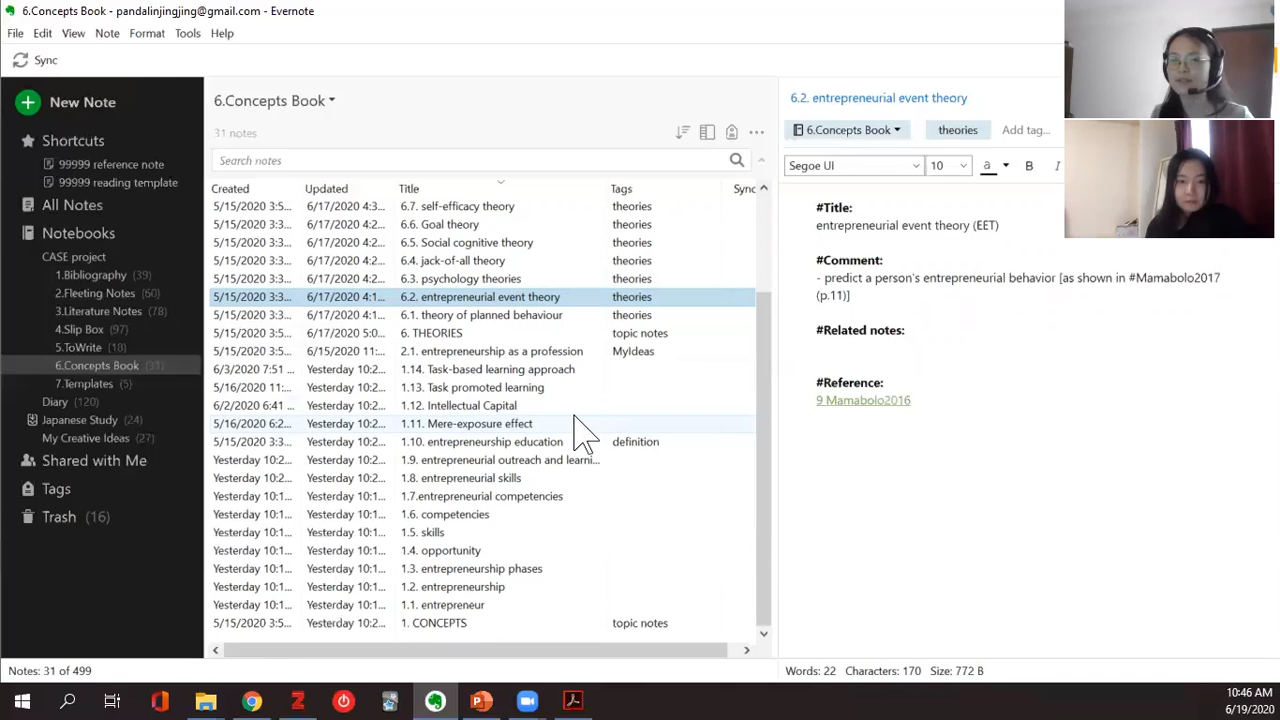 6.Concepts Book - pandalinjingjing@gmail.com - Evernote
File Edit View Note Format Tools Help
Sync
New Note
Shortcuts
99999 reference note
99999 reading template
All Notes
Notebooks
CASE project
1.Bibliography (39)
2.Fleeting Notes (60)
3.Literature Notes (78)
4.Slip Box (97)
5.ToWrite (18)
6.Concepts Book (31)
7.Templates (5)
Diary (120)
Japanese Study (24)
My Creative Ideas (27)
Shared with Me
Tags
Trash (16)
6.Concepts Book
31 notes
Search notes
Created Updated Title Tags Sync
5/15/2020 3:5... 6/17/2020 4:3... 6.7. self-efficacy theory theories
5/15/2020 3:3... 6/17/2020 4:2... 6.6. Goal theory theories
5/15/2020 3:3... 6/17/2020 4:2... 6.5. Social cognitive theory theories
5/15/2020 3:3... 6/17/2020 4:2... 6.4. jack-of-all theory theories
5/15/2020 3:3... 6/17/2020 4:2... 6.3. psychology theories theories
5/15/2020 3:3... 6/17/2020 4:1... 6.2. entrepreneurial event theory theories
5/15/2020 3:3... 6/17/2020 4:1... 6.1. theory of planned behaviour theories
5/15/2020 3:5... 6/17/2020 5:0... 6. THEORIES topic notes
5/15/2020 3:5... 6/15/2020 11:... 2.1. entrepreneurship as a profession MyIdeas
6/3/2020 7:51 ... Yesterday 10:2... 1.14. Task-based learning approach
5/16/2020 11:... Yesterday 10:2... 1.13. Task promoted learning
6/2/2020 6:41 ... Yesterday 10:2... 1.12. Intellectual Capital
5/16/2020 6:2... Yesterday 10:2... 1.11. Mere-exposure effect
5/15/2020 3:3... Yesterday 10:2... 1.10. entrepreneurship education definition
Yesterday 10:2... Yesterday 10:2... 1.9. entrepreneurial outreach and learni...
Yesterday 10:2... Yesterday 10:2... 1.8. entrepreneurial skills
Yesterday 10:1... Yesterday 10:2... 1.7.entrepreneurial competencies
Yesterday 10:1... Yesterday 10:1... 1.6. competencies
Yesterday 10:1... Yesterday 10:1... 1.5. skills
Yesterday 10:1... Yesterday 10:1... 1.4. opportunity
Yesterday 10:1... Yesterday 10:1... 1.3. entrepreneurship phases
Yesterday 10:1... Yesterday 10:1... 1.2. entrepreneurship
Yesterday 10:1... Yesterday 10:1... 1.1. entrepreneur
5/15/2020 3:5... Yesterday 10:2... 1. CONCEPTS topic notes
6.2. entrepreneurial event theory
6.Concepts Book theories Add tag...
Segoe UI 10 a B I
#Title:
entrepreneurial event theory (EET)
#Comment:
- predict a person's entrepreneurial behavior [as shown in #Mamabolo2017
(p.11)]
#Related notes:
#Reference:
9 Mamabolo2016
Notes: 31 of 499
Words: 22 Characters: 170 Size: 772 B
10:46 AM
6/19/2020